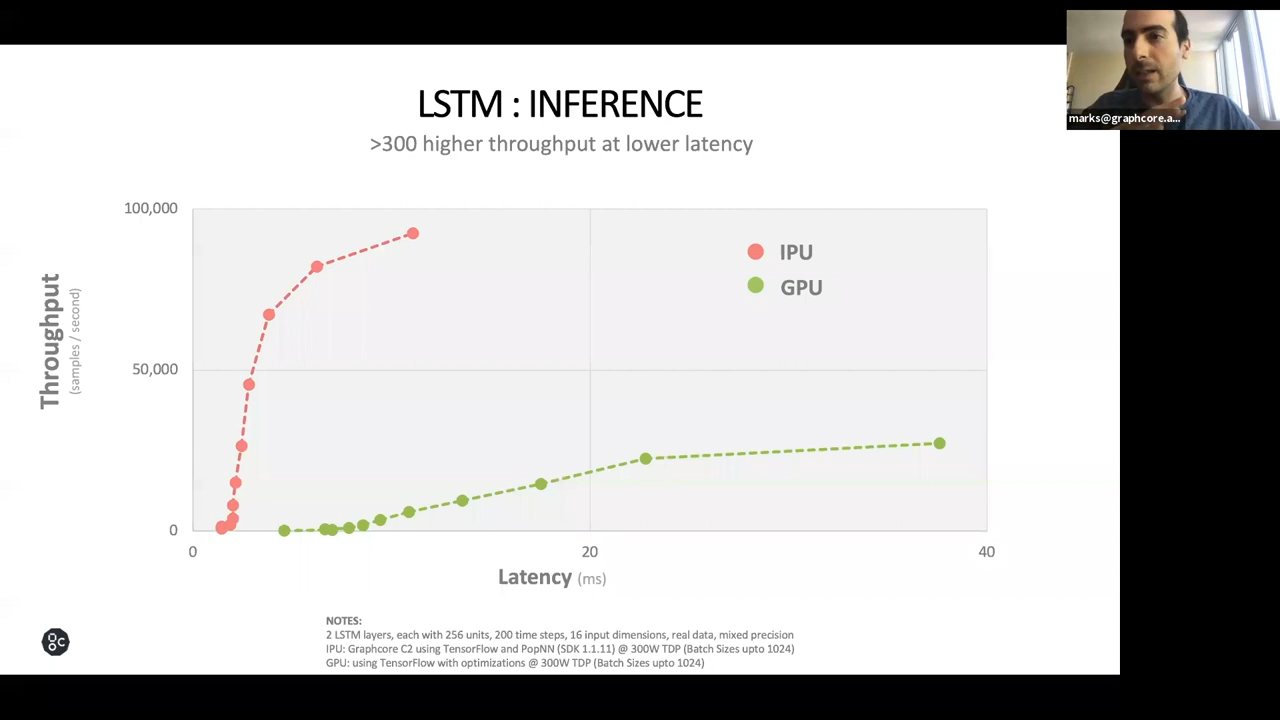 marks@graphcore.a...
LSTM : INFERENCE
>300 higher throughput at lower latency
100,000
50,000
0
Throughput
(samples / second)
IPU
GPU
0
20
40
Latency (ms)
NOTES:
2 LSTM layers, each with 256 units, 200 time steps, 16 input dimensions, real data, mixed precision
IPU: Graphcore C2 using TensorFlow and PopNN (SDK 1.1.11) @ 300W TDP (Batch Sizes upto 1024)
GPU: using TensorFlow with optimizations @ 300W TDP (Batch Sizes upto 1024)
gc